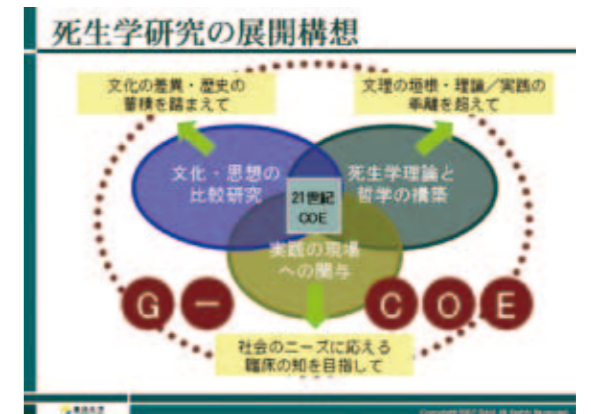 死生学研究の展開構想
文化の差異・歴史の
蓄積を踏まえて
文理の垣根・理論／実践の
乖離を超えて
文化・思想の
比較研究
死生学理論と
哲学の構築
21世紀
COE
実践の現場
への関与
G－COE
社会のニーズに応える
臨床の知を目指して